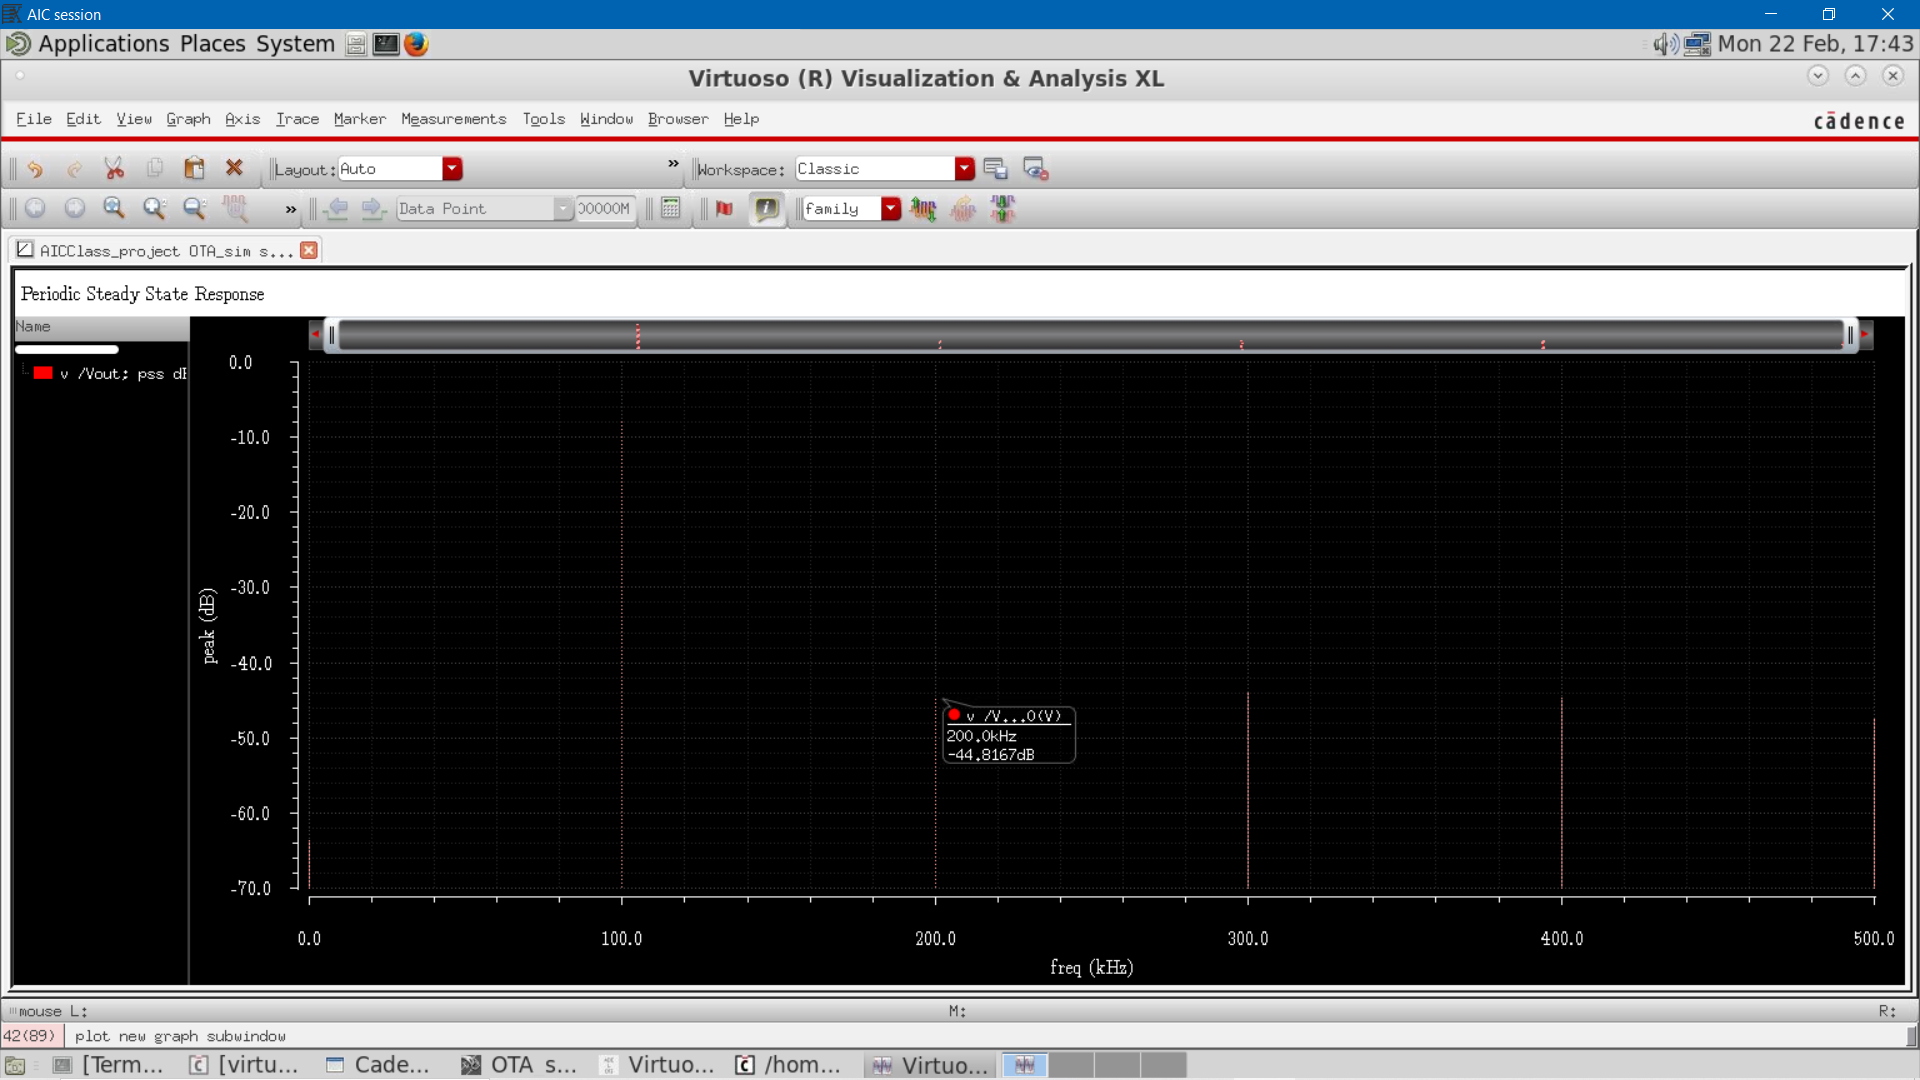 AIC session
Applications Places System
Mon 22 Feb, 17:43
Virtuoso (R) Visualization & Analysis XL
File Edit View Graph Axis Trace Marker Measurements Tools Window Browser Help
cādence
Layout: Auto
»
Workspace: Classic
»
Data Point
00000M
family
AICClass_project OTA_sim s...
Periodic Steady State Response
Name
v /Vout; pss dB
0.0
-10.0
-20.0
-30.0
-40.0
-50.0
-60.0
-70.0
peak (dB)
v /V...0(V)
200.0kHz
-44.8167dB
0.0 100.0 200.0 300.0 400.0 500.0
freq (kHz)
mouse L: M: R:
42(89) plot new graph subwindow
[Term... [virtu... Cade... OTA s... Virtuo... /hom... Virtuo...